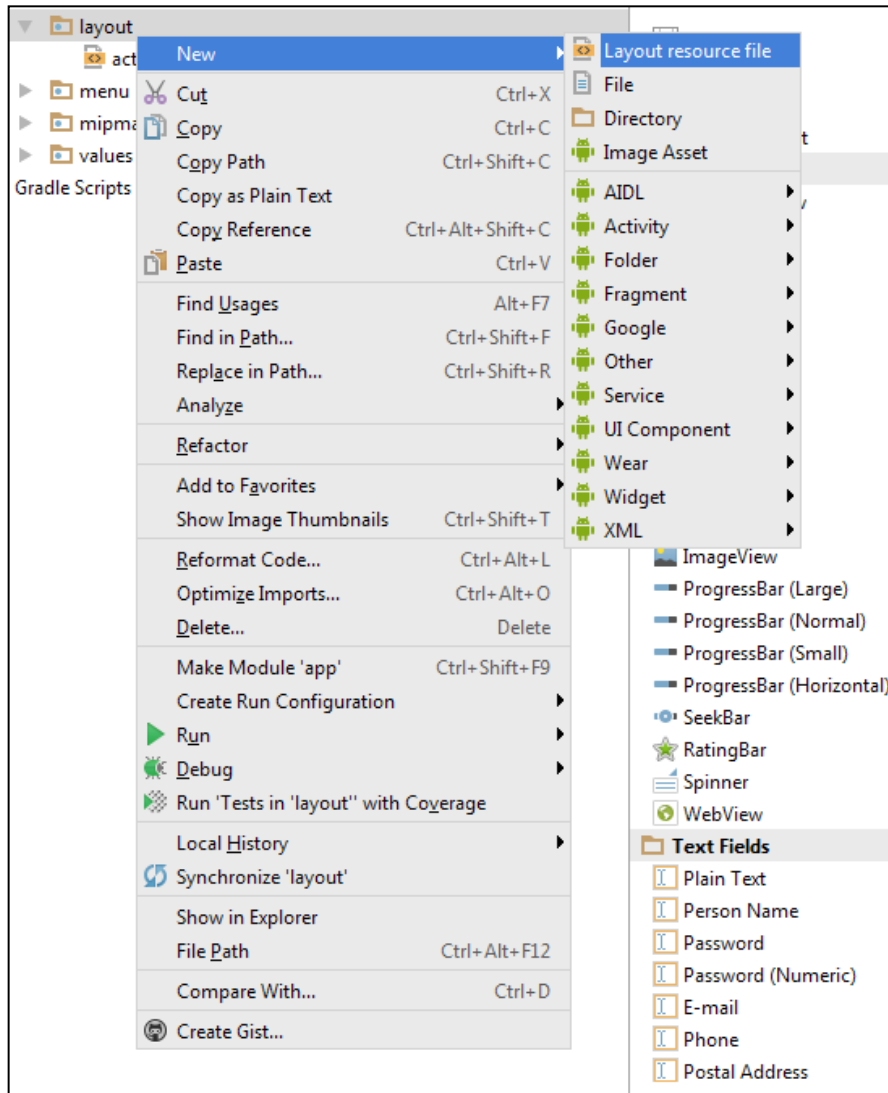 layout
act
menu
mipma
values
Gradle Scripts
New
Cut Ctrl+X
Copy Ctrl+C
Copy Path Ctrl+Shift+C
Copy as Plain Text
Copy Reference Ctrl+Alt+Shift+C
Paste Ctrl+V
Find Usages Alt+F7
Find in Path... Ctrl+Shift+F
Replace in Path... Ctrl+Shift+R
Analyze
Refactor
Add to Favorites
Show Image Thumbnails Ctrl+Shift+T
Reformat Code... Ctrl+Alt+L
Optimize Imports... Ctrl+Alt+O
Delete... Delete
Make Module 'app' Ctrl+Shift+F9
Create Run Configuration
Run
Debug
Run 'Tests in 'layout'' with Coverage
Local History
Synchronize 'layout'
Show in Explorer
File Path Ctrl+Alt+F12
Compare With... Ctrl+D
Create Gist...
Layout resource file
File
Directory
Image Asset
AIDL
Activity
Folder
Fragment
Google
Other
Service
UI Component
Wear
Widget
XML
ImageView
ProgressBar (Large)
ProgressBar (Normal)
ProgressBar (Small)
ProgressBar (Horizontal)
SeekBar
RatingBar
Spinner
WebView
Text Fields
Plain Text
Person Name
Password
Password (Numeric)
E-mail
Phone
Postal Address